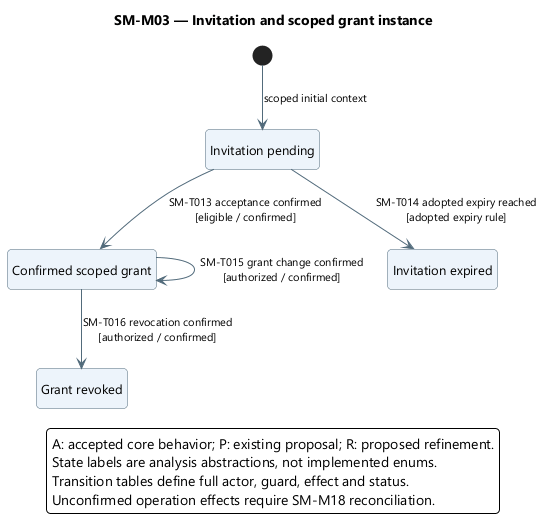 SM-M03 — Invitation and scoped grant instance
scoped initial context
Invitation pending
SM-T013 acceptance confirmed
[eligible / confirmed]
SM-T014 adopted expiry reached
[adopted expiry rule]
Confirmed scoped grant
SM-T015 grant change confirmed
[authorized / confirmed]
Invitation expired
SM-T016 revocation confirmed
[authorized / confirmed]
Grant revoked
A: accepted core behavior; P: existing proposal; R: proposed refinement.
State labels are analysis abstractions, not implemented enums.
Transition tables define full actor, guard, effect and status.
Unconfirmed operation effects require SM-M18 reconciliation.